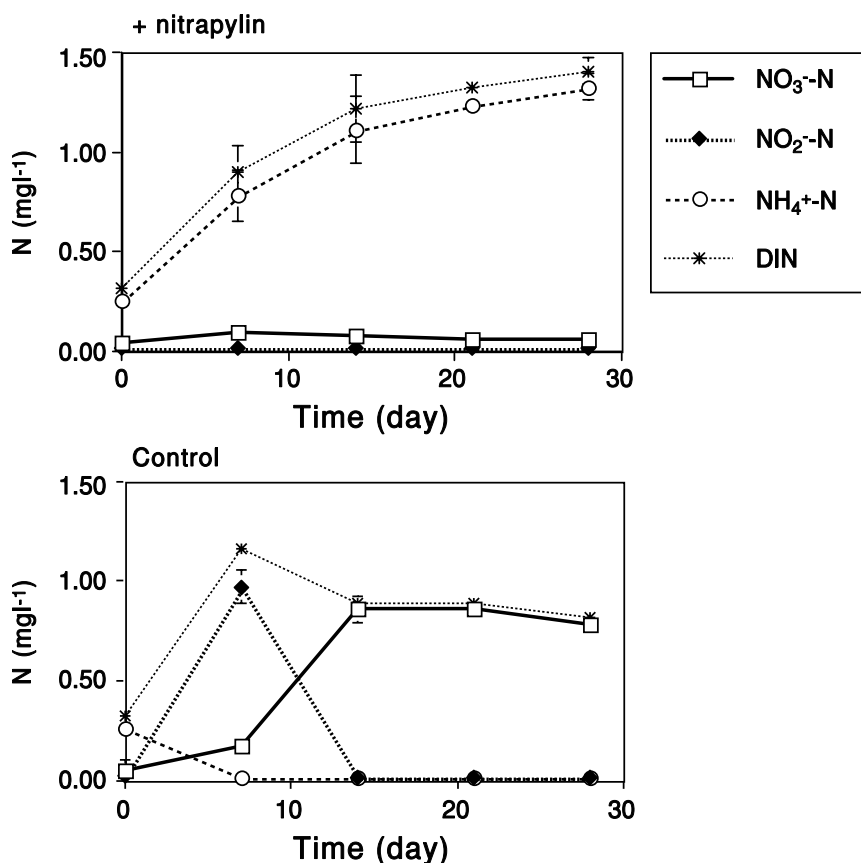 + nitrapylin
1.50
1.00
0.50
0.00
N (mgl⁻¹)
0 10 20 30
Time (day)
NO₃⁻-N
NO₂⁻-N
NH₄⁺-N
DIN
Control
1.50
1.00
0.50
0.00
N (mgl⁻¹)
0 10 20 30
Time (day)